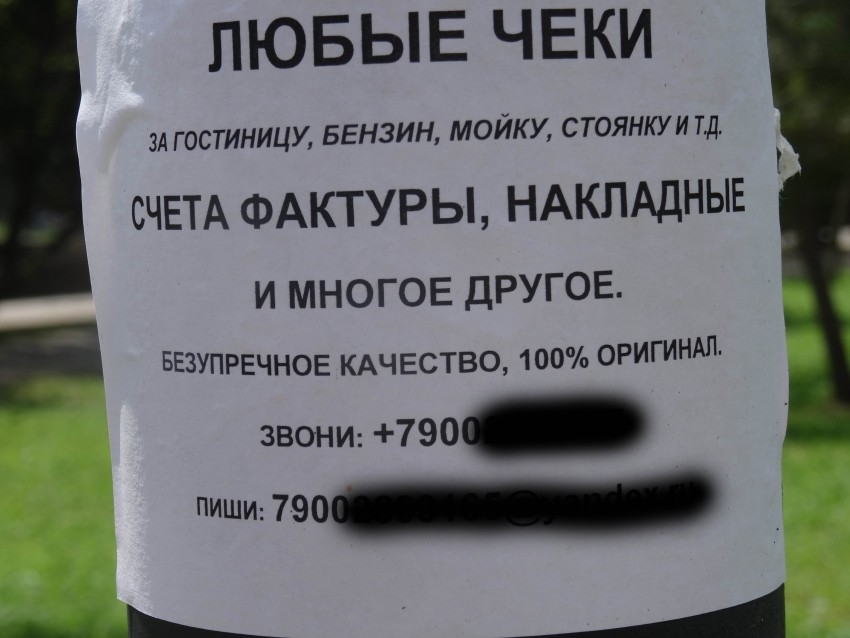 ЛЮБЫЕ ЧЕКИ
ЗА ГОСТИНИЦУ, БЕНЗИН, МОЙКУ, СТОЯНКУ И Т.Д.
СЧЕТА ФАКТУРЫ, НАКЛАДНЫЕ
И МНОГОЕ ДРУГОЕ.
БЕЗУПРЕЧНОЕ КАЧЕСТВО, 100% ОРИГИНАЛ.
ЗВОНИ: +7900
ПИШИ: 7900